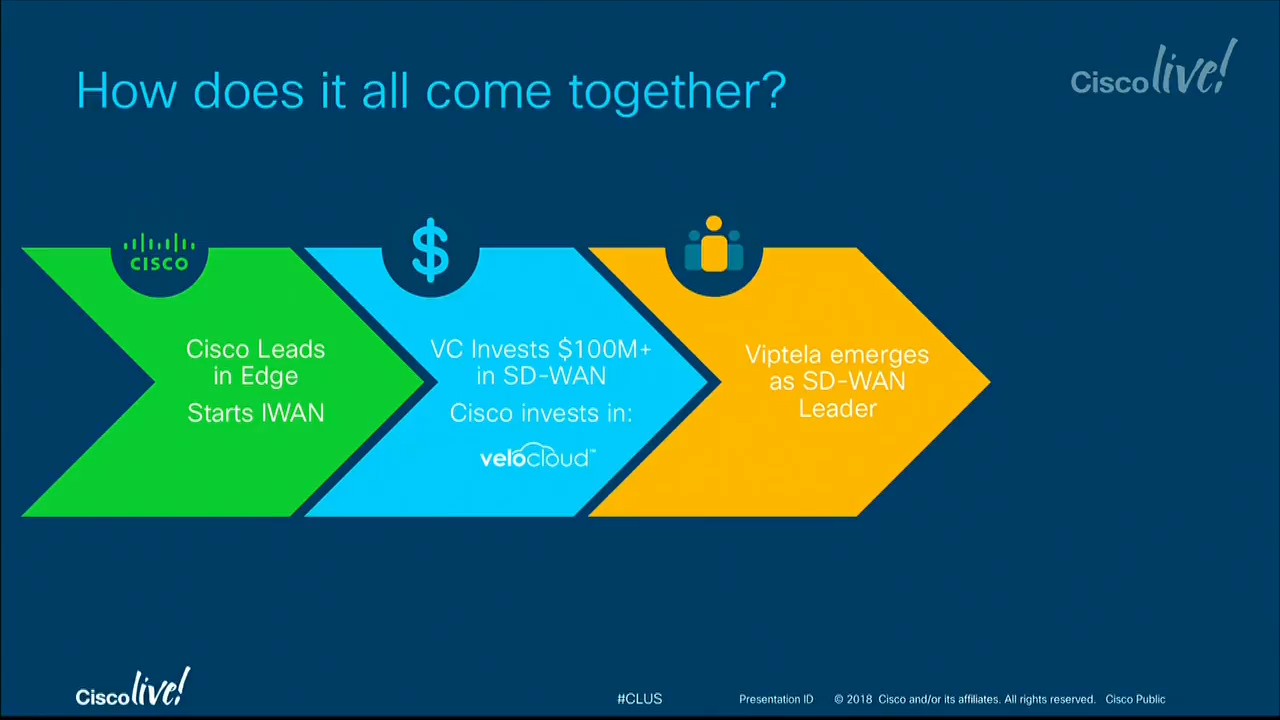 How does it all come together?
Cisco live!
cisco
Cisco Leads
in Edge
Starts IWAN
$
VC Invests $100M+
in SD-WAN
Cisco invests in:
velocloud™
Viptela emerges
as SD-WAN
Leader
Cisco live!
#CLUS
Presentation ID
© 2018 Cisco and/or its affiliates. All rights reserved.
Cisco Public